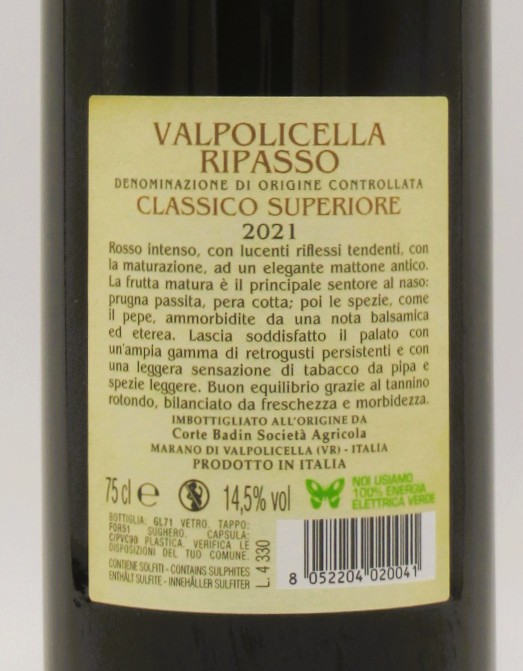 VALPOLICELLA
RIPASSO
DENOMINAZIONE DI ORIGINE CONTROLLATA
CLASSICO SUPERIORE
2021
Rosso intenso, con lucenti riflessi tendenti, con
la maturazione, ad un elegante mattone antico.
La frutta matura è il principale sentore al naso:
prugna passita, pera cotta; poi le spezie, come
il pepe, ammorbidite da una nota balsamica
ed eterea. Lascia soddisfatto il palato con
un'ampia gamma di retrogusti persistenti e con
una leggera sensazione di tabacco da pipa e
spezie leggere. Buon equilibrio grazie al tannino
rotondo, bilanciato da freschezza e morbidezza.
IMBOTTIGLIATO ALL'ORIGINE DA
Corte Badin Società Agricola
MARANO DI VALPOLICELLA (VR) - ITALIA
PRODOTTO IN ITALIA
75 cl e 14,5% vol
NOI USIAMO
100% ENERGIA
ELETTRICA VERDE
BOTTIGLIA: GL71 VETRO. TAPPO:
FOR51 SUGHERO. CAPSULA:
C/PVC90 PLASTICA. VERIFICA LE
DISPOSIZIONI DEL TUO COMUNE.
CONTIENE SOLFITI - CONTAINS SULPHITES
ENTHÄLT SULFITE - INNEHÅLLER SULFITER
L. 4 330
8 052204 020041